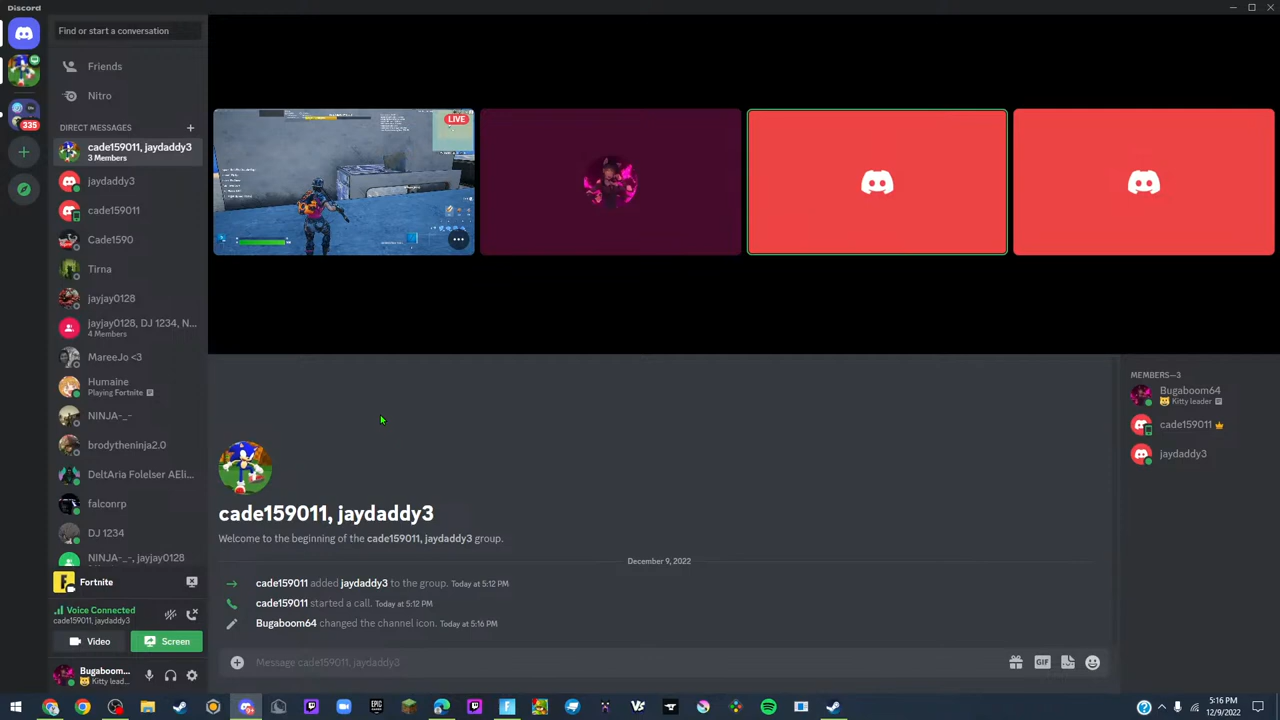 Discord
Find or start a conversation
Friends
Nitro
DIRECT MESSAGES
cade159011, jaydaddy3
3 Members
jaydaddy3
cade159011
Cade1590
Tirna
jayjay0128
jayjay0128, DJ 1234, N...
4 Members
MareeJo <3
Humaine
Playing Fortnite
NINJA-_-
brodytheninja2.0
DeltAria Folelser AEli...
falconrp
DJ 1234
NINJA-_-, jayjay0128
335
Fortnite
Voice Connected
cade159011, jaydaddy3
Video
Screen
Bugaboom...
Kitty lead...
LIVE
cade159011, jaydaddy3
Welcome to the beginning of the cade159011, jaydaddy3 group.
December 9, 2022
cade159011 added jaydaddy3 to the group. Today at 5:12 PM
cade159011 started a call. Today at 5:12 PM
Bugaboom64 changed the channel icon. Today at 5:16 PM
Message cade159011, jaydaddy3
GIF
MEMBERS—3
Bugaboom64
Kitty leader
cade159011
jaydaddy3
EPIC
5:16 PM
12/9/2022